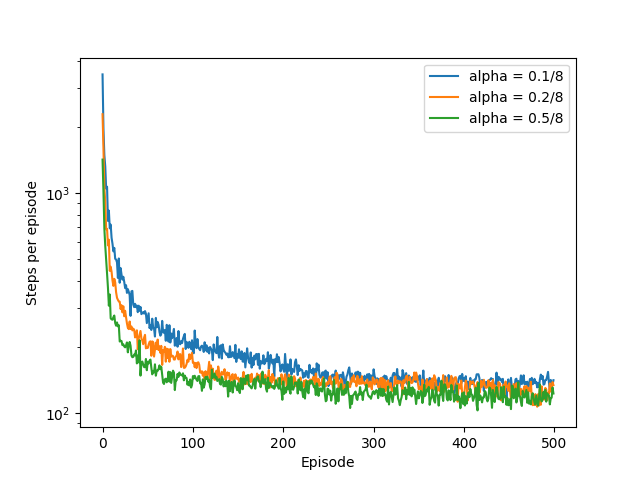 alpha = 0.1/8
alpha = 0.2/8
alpha = 0.5/8
10³
10²
Steps per episode
0 100 200 300 400 500
Episode